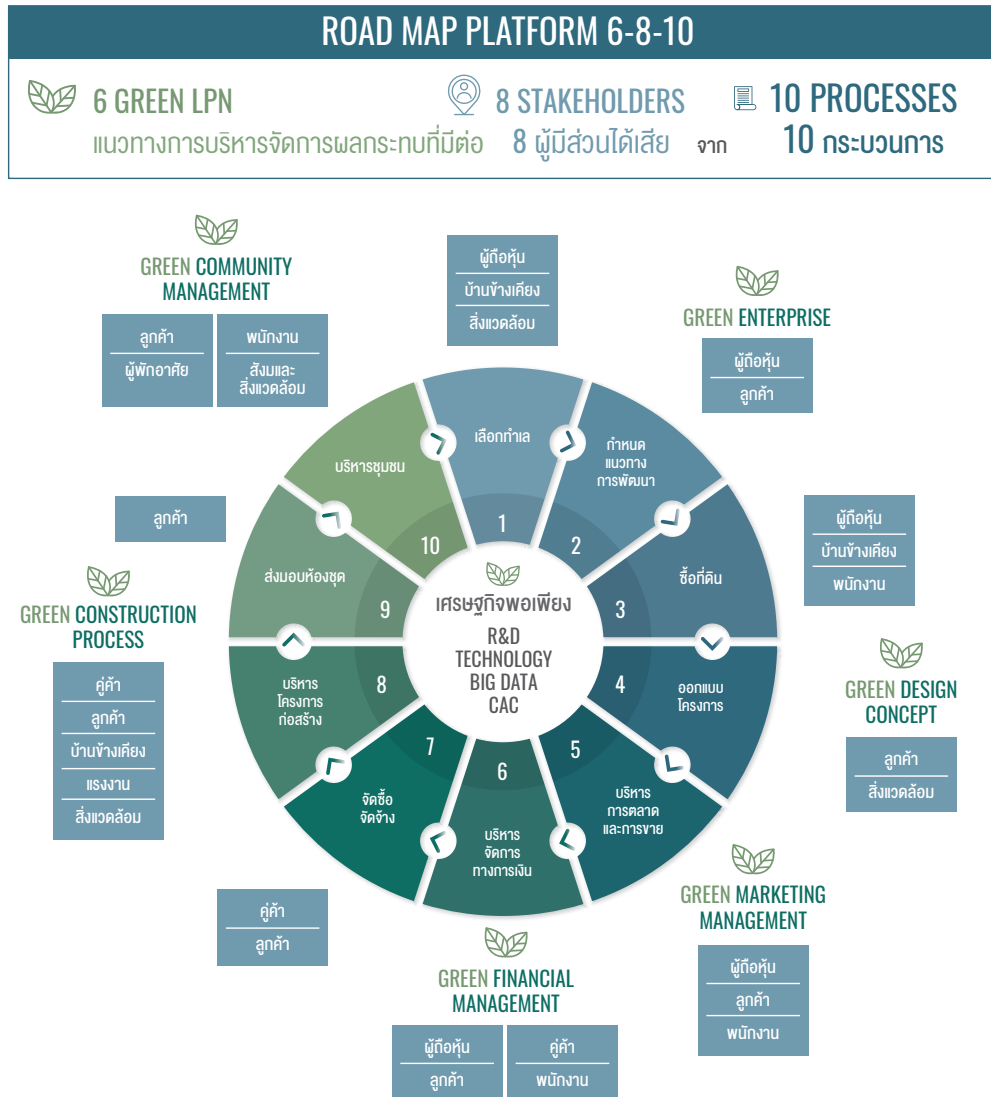 ROAD MAP PLATFORM 6-8-10
6 GREEN LPN
แนวทางการบริหารจัดการผลกระทบที่มีต่อ
8 STAKEHOLDERS
8 ผู้มีส่วนได้เสีย
จาก
10 PROCESSES
10 กระบวนการ
GREEN COMMUNITY
MANAGEMENT
ลูกค้า
ผู้พักอาศัย
พนักงาน
สังมและ
สิ่งแวดล้อม
ผู้ถือหุ้น
บ้านข้างเคียง
สิ่งแวดล้อม
GREEN ENTERPRISE
ผู้ถือหุ้น
ลูกค้า
ผู้ถือหุ้น
บ้านข้างเคียง
พนักงาน
GREEN DESIGN
CONCEPT
ลูกค้า
สิ่งแวดล้อม
GREEN MARKETING
MANAGEMENT
ผู้ถือหุ้น
ลูกค้า
พนักงาน
GREEN FINANCIAL
MANAGEMENT
ผู้ถือหุ้น
ลูกค้า
คู่ค้า
พนักงาน
คู่ค้า
ลูกค้า
GREEN CONSTRUCTION
PROCESS
คู่ค้า
ลูกค้า
บ้านข้างเคียง
แรงงาน
สิ่งแวดล้อม
ลูกค้า
เลือกทำเล
1
กำหนด
แนวทาง
การพัฒนา
2
ซื้อที่ดิน
3
ออกแบบ
โครงการ
4
บริหาร
การตลาด
และการขาย
5
บริหาร
จัดการ
ทางการเงิน
6
จัดซื้อ
จัดจ้าง
7
บริหาร
โครงการ
ก่อสร้าง
8
ส่งมอบห้องชุด
9
บริหารชุมชน
10
เศรษฐกิจพอเพียง
R&D
TECHNOLOGY
BIG DATA
CAC